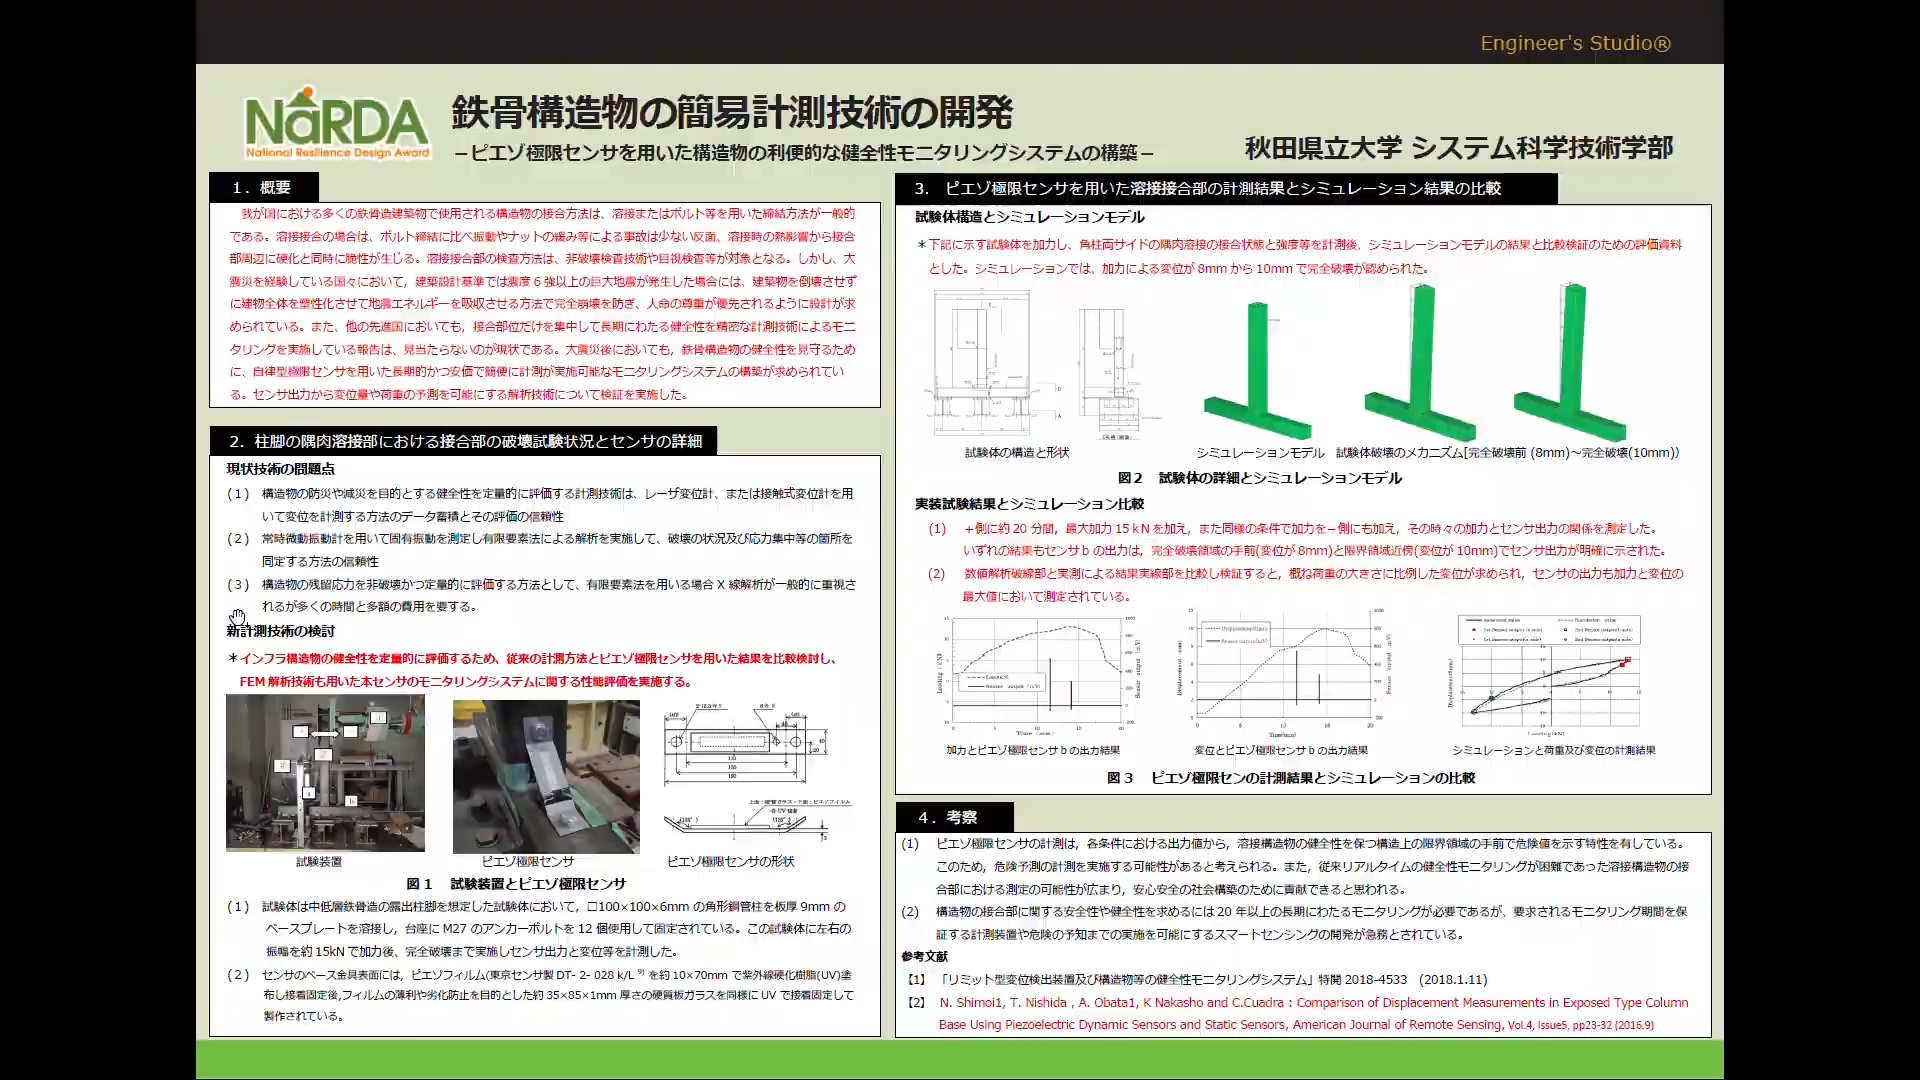 Engineer's Studio®
NaRDA
National Resilience Design Award
鉄骨構造物の簡易計測技術の開発
－ピエゾ極限センサを用いた構造物の利便的な健全性モニタリングシステムの構築－
秋田県立大学 システム科学技術学部
１．概要
我が国における多くの鉄骨造建築物で使用される構造物の接合方法は、溶接またはボルト等を用いた締結方法が一般的
である。溶接接合の場合は、ボルト締結に比べ振動やナットの緩み等による事故は少ない反面、溶接時の熱影響から接合
部周辺に硬化と同時に脆性が生じる。溶接接合部の検査方法は、非破壊検査技術や目視検査等が対象となる。しかし、大
震災を経験している国々において，建築設計基準では震度６強以上の巨大地震が発生した場合には、建築物を倒壊させず
に建物全体を塑性化させて地震エネルギーを吸収させる方法で完全崩壊を防ぎ、人命の尊重が優先されるように設計が求
められている。また、他の先進国においても，接合部位だけを集中して長期にわたる健全性を精密な計測技術によるモニ
タリングを実施している報告は、見当たらないのが現状である。大震災後においても，鉄骨構造物の健全性を見守るため
に、自律型極限センサを用いた長期的かつ安価で簡便に計測が実施可能なモニタリングシステムの構築が求められてい
る。センサ出力から変位量や荷重の予測を可能にする解析技術について検証を実施した。
２．柱脚の隅肉溶接部における接合部の破壊試験状況とセンサの詳細
現状技術の問題点
(１) 構造物の防災や減災を目的とする健全性を定量的に評価する計測技術は、レーザ変位計、または接触式変位計を用
いて変位を計測する方法のデータ蓄積とその評価の信頼性
(２) 常時微動振動計を用いて固有振動を測定し有限要素法による解析を実施して、破壊の状況及び応力集中等の箇所を
同定する方法の信頼性
(３) 構造物の残留応力を非破壊かつ定量的に評価する方法として、有限要素法を用いる場合 X 線解析が一般的に重視さ
れるが多くの時間と多額の費用を要する。
新計測技術の検討
＊インフラ構造物の健全性を定量的に評価するため、従来の計測方法とピエゾ極限センサを用いた結果を比較検討し、
FEM 解析技術も用いた本センサのモニタリングシステムに関する性能評価を実施する。
試験装置
ピエゾ極限センサ
ピエゾ極限センサの形状
図１　試験装置とピエゾ極限センサ
(１) 試験体は中低層鉄骨造の露出柱脚を想定した試験体において，□100×100×6mm の角形鋼管柱を板厚 9mm の
ベースプレートを溶接し，台座に M27 のアンカーボルトを 12 個使用して固定されている。この試験体に左右の
振幅を約 15kN で加力後、完全破壊まで実施しセンサ出力と変位等を計測した。
(２) センサのベース金具表面には，ピエゾフィルム(東京センサ製 DT- 2- 028 k/L 9) を約 10×70mm で紫外線硬化樹脂(UV)塗
布し接着固定後,フィルムの薄利や劣化防止を目的とした約 35×85×1mm 厚さの硬質板ガラスを同様に UV で接着固定して
製作されている。
3.　ピエゾ極限センサを用いた溶接接合部の計測結果とシミュレーション結果の比較
試験体構造とシミュレーションモデル
＊下記に示す試験体を加力し、角柱両サイドの隅肉溶接の接合状態と強度等を計測後、シミュレーションモデルの結果と比較検証のための評価資料
とした。シミュレーションでは、加力による変位が 8mm から 10mm で完全破壊が認められた。
試験体の構造と形状
シミュレーションモデル　試験体破壊のメカニズム[完全破壊前 (8mm)～完全破壊(10mm)）
図２　試験体の詳細とシミュレーションモデル
実装試験結果とシミュレーション比較
(1) ＋側に約 20 分間，最大加力 15ｋN を加え，また同様の条件で加力を－側にも加え，その時々の加力とセンサ出力の関係を測定した。
いずれの結果もセンサｂの出力は，完全破壊領域の手前(変位が 8mm)と限界領域近傍(変位が 10mm)でセンサ出力が明確に示された。
(2) 数値解析破線部と実測による結果実線部を比較し検証すると，概ね荷重の大きさに比例した変位が求められ，センサの出力も加力と変位の
最大値において測定されている。
加力とピエゾ極限センサｂの出力結果
変位とピエゾ極限センサｂの出力結果
シミュレーションと荷重及び変位の計測結果
図３　ピエゾ極限センの計測結果とシミュレーションの比較
４．考察
(1) ピエゾ極限センサの計測は，各条件における出力値から，溶接構造物の健全性を保つ構造上の限界領域の手前で危険値を示す特性を有している。
このため，危険予測の計測を実施する可能性があると考えられる。また，従来リアルタイムの健全性モニタリングが困難であった溶接構造物の接
合部における測定の可能性が広まり，安心安全の社会構築のために貢献できると思われる。
(2) 構造物の接合部に関する安全性や健全性を求めるには 20 年以上の長期にわたるモニタリングが必要であるが、要求されるモニタリング期間を保
証する計測装置や危険の予知までの実施を可能にするスマートセンシングの開発が急務とされている。
参考文献
【1】「リミット型変位検出装置及び構造物等の健全性モニタリングシステム」特開 2018-4533　(2018.1.11)
【2】 N. Shimoi1, T. Nishida , A. Obata1, K Nakasho and C.Cuadra : Comparison of Displacement Measurements in Exposed Type Column
Base Using Piezoelectric Dynamic Sensors and Static Sensors, American Journal of Remote Sensing, Vol.4, Issue5, pp23-32 (2016.9)